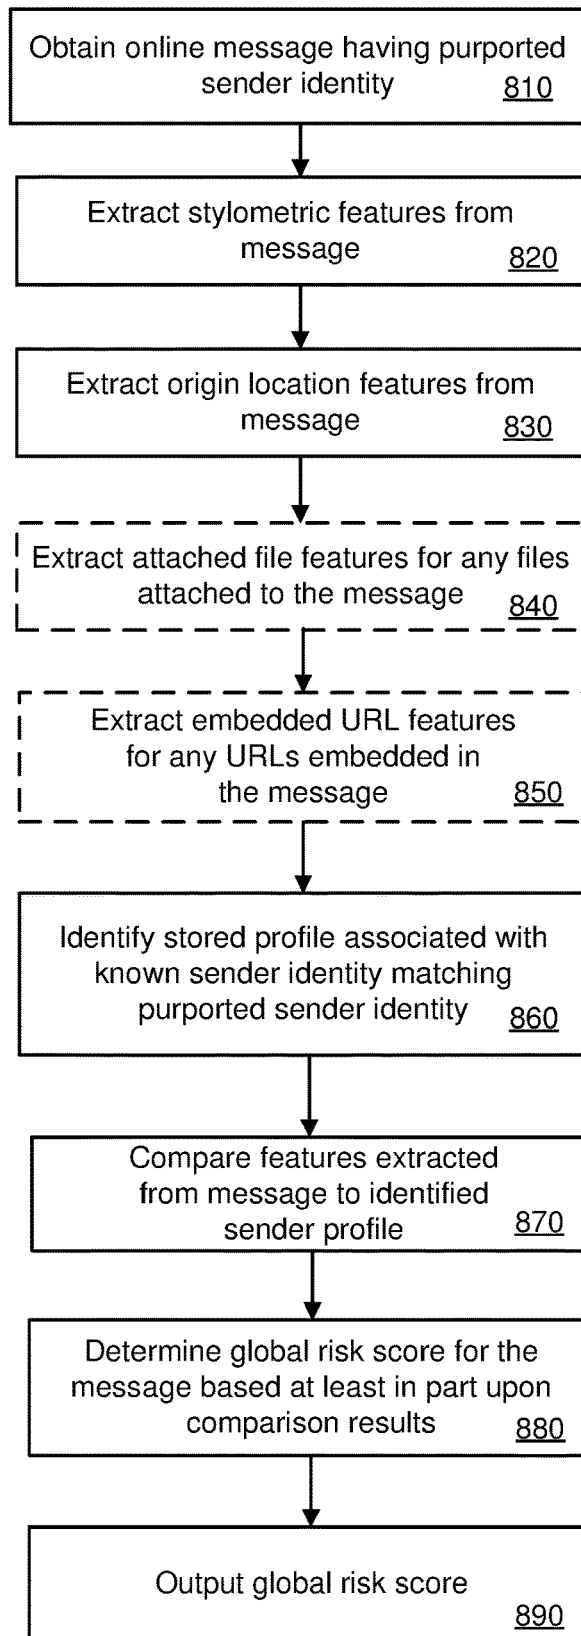 Obtain online message having purported
sender identity
810
Extract stylometric features from
message
820
Extract origin location features from
message
830
Extract attached file features for any files
attached to the message
840
Extract embedded URL features
for any URLs embedded in
the message
850
Identify stored profile associated with
known sender identity matching
purported sender identity
860
Compare features extracted
from message to identified
sender profile
870
Determine global risk score for the
message based at least in part upon
comparison results
880
Output global risk score
890